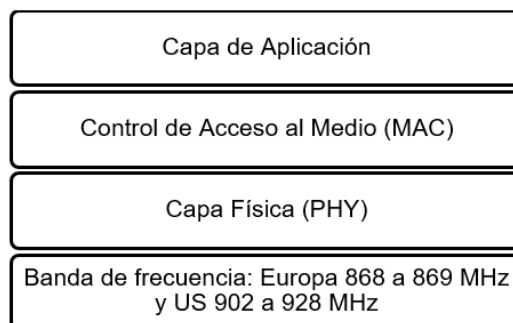 Capa de Aplicación
Control de Acceso al Medio (MAC)
Capa Física (PHY)
Banda de frecuencia: Europa 868 a 869 MHz
y US 902 a 928 MHz